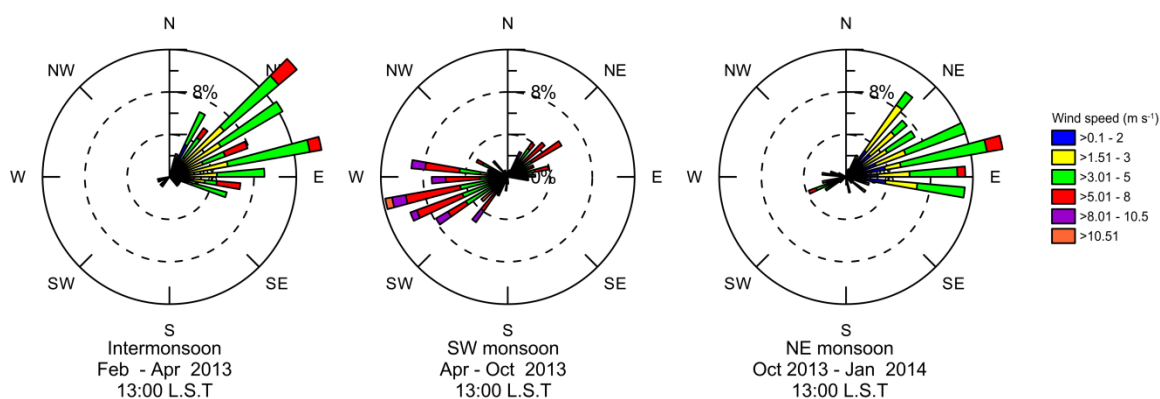 N
NW
NE
8%
W
E
SW
SE
S
Intermonsoon
Feb - Apr 2013
13:00 L.S.T
N
NW
NE
8%
0%
W
E
SW
SE
S
SW monsoon
Apr - Oct 2013
13:00 L.S.T
N
NW
NE
8%
0%
W
E
SW
SE
S
NE monsoon
Oct 2013 - Jan 2014
13:00 L.S.T
Wind speed (m s⁻¹)
>0.1 - 2
>1.51 - 3
>3.01 - 5
>5.01 - 8
>8.01 - 10.5
>10.51